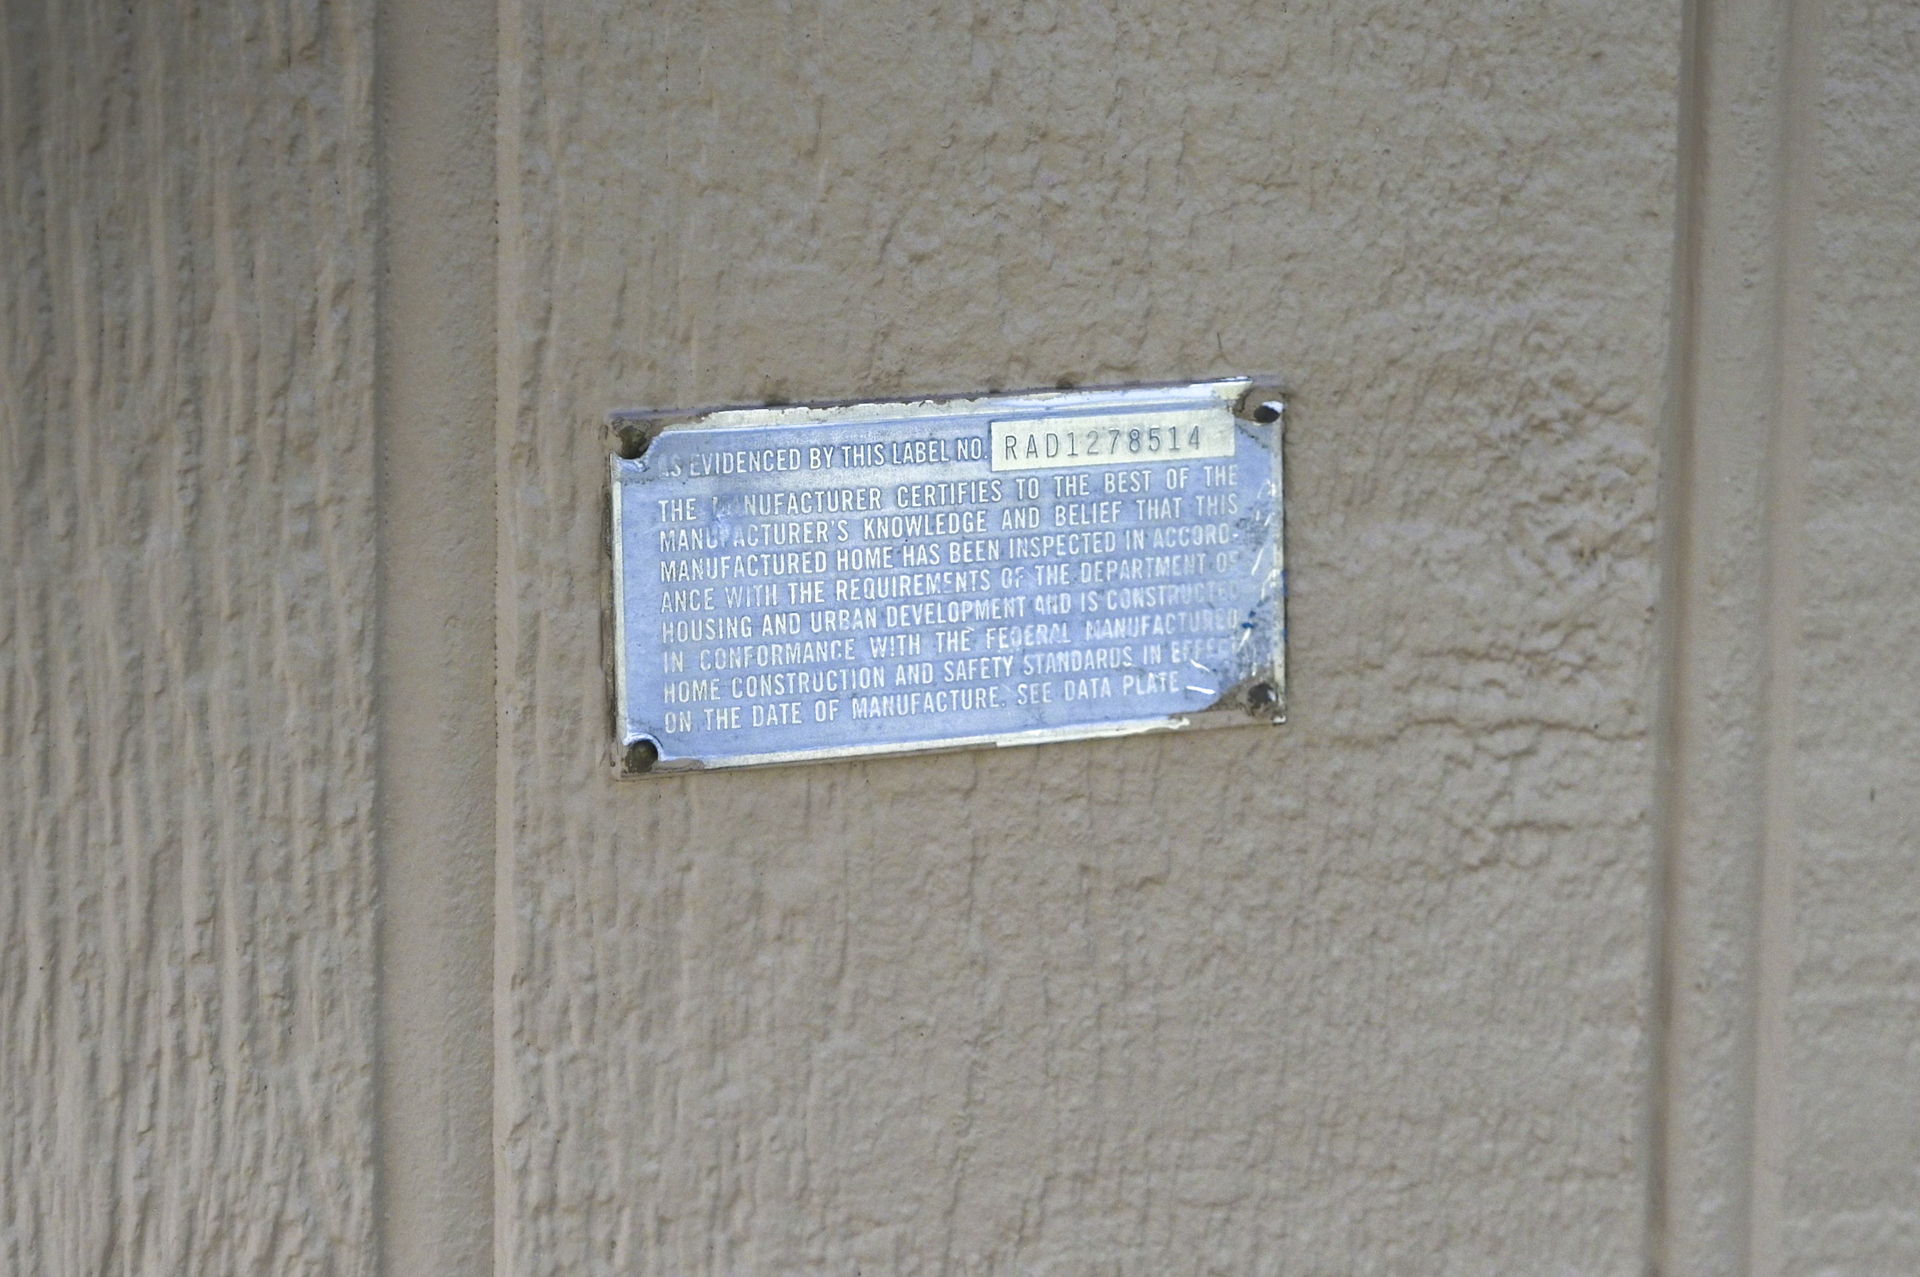 AS EVIDENCED BY THIS LABEL NO. RAD1278514
THE MANUFACTURER CERTIFIES TO THE BEST OF THE
MANUFACTURER'S KNOWLEDGE AND BELIEF THAT THIS
MANUFACTURED HOME HAS BEEN INSPECTED IN ACCORD-
ANCE WITH THE REQUIREMENTS OF THE DEPARTMENT OF
HOUSING AND URBAN DEVELOPMENT AND IS CONSTRUCTED
IN CONFORMANCE WITH THE FEDERAL MANUFACTURED
HOME CONSTRUCTION AND SAFETY STANDARDS IN EFFECT
ON THE DATE OF MANUFACTURE. SEE DATA PLATE